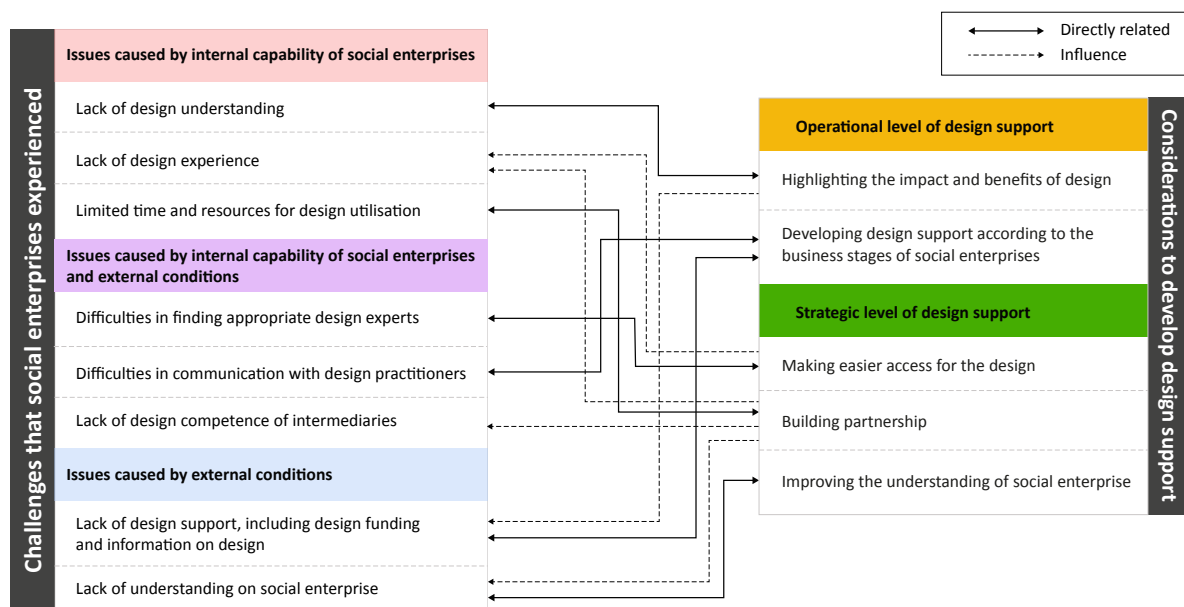 Challenges that social enterprises experienced
Issues caused by internal capability of social enterprises
Lack of design understanding
Lack of design experience
Limited time and resources for design utilisation
Issues caused by internal capability of social enterprises
and external conditions
Difficulties in finding appropriate design experts
Difficulties in communication with design practitioners
Lack of design competence of intermediaries
Issues caused by external conditions
Lack of design support, including design funding
and information on design
Lack of understanding on social enterprise
Directly related
Influence
Operational level of design support
Highlighting the impact and benefits of design
Developing design support according to the
business stages of social enterprises
Strategic level of design support
Making easier access for the design
Building partnership
Improving the understanding of social enterprise
Considerations to develop design support